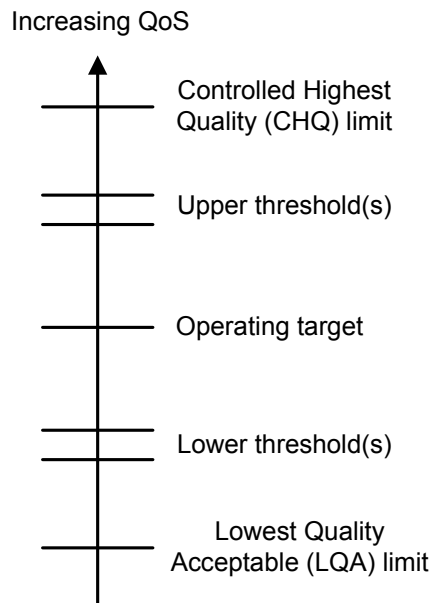 Increasing QoS
Controlled Highest
Quality (CHQ) limit
Upper threshold(s)
Operating target
Lower threshold(s)
Lowest Quality
Acceptable (LQA) limit